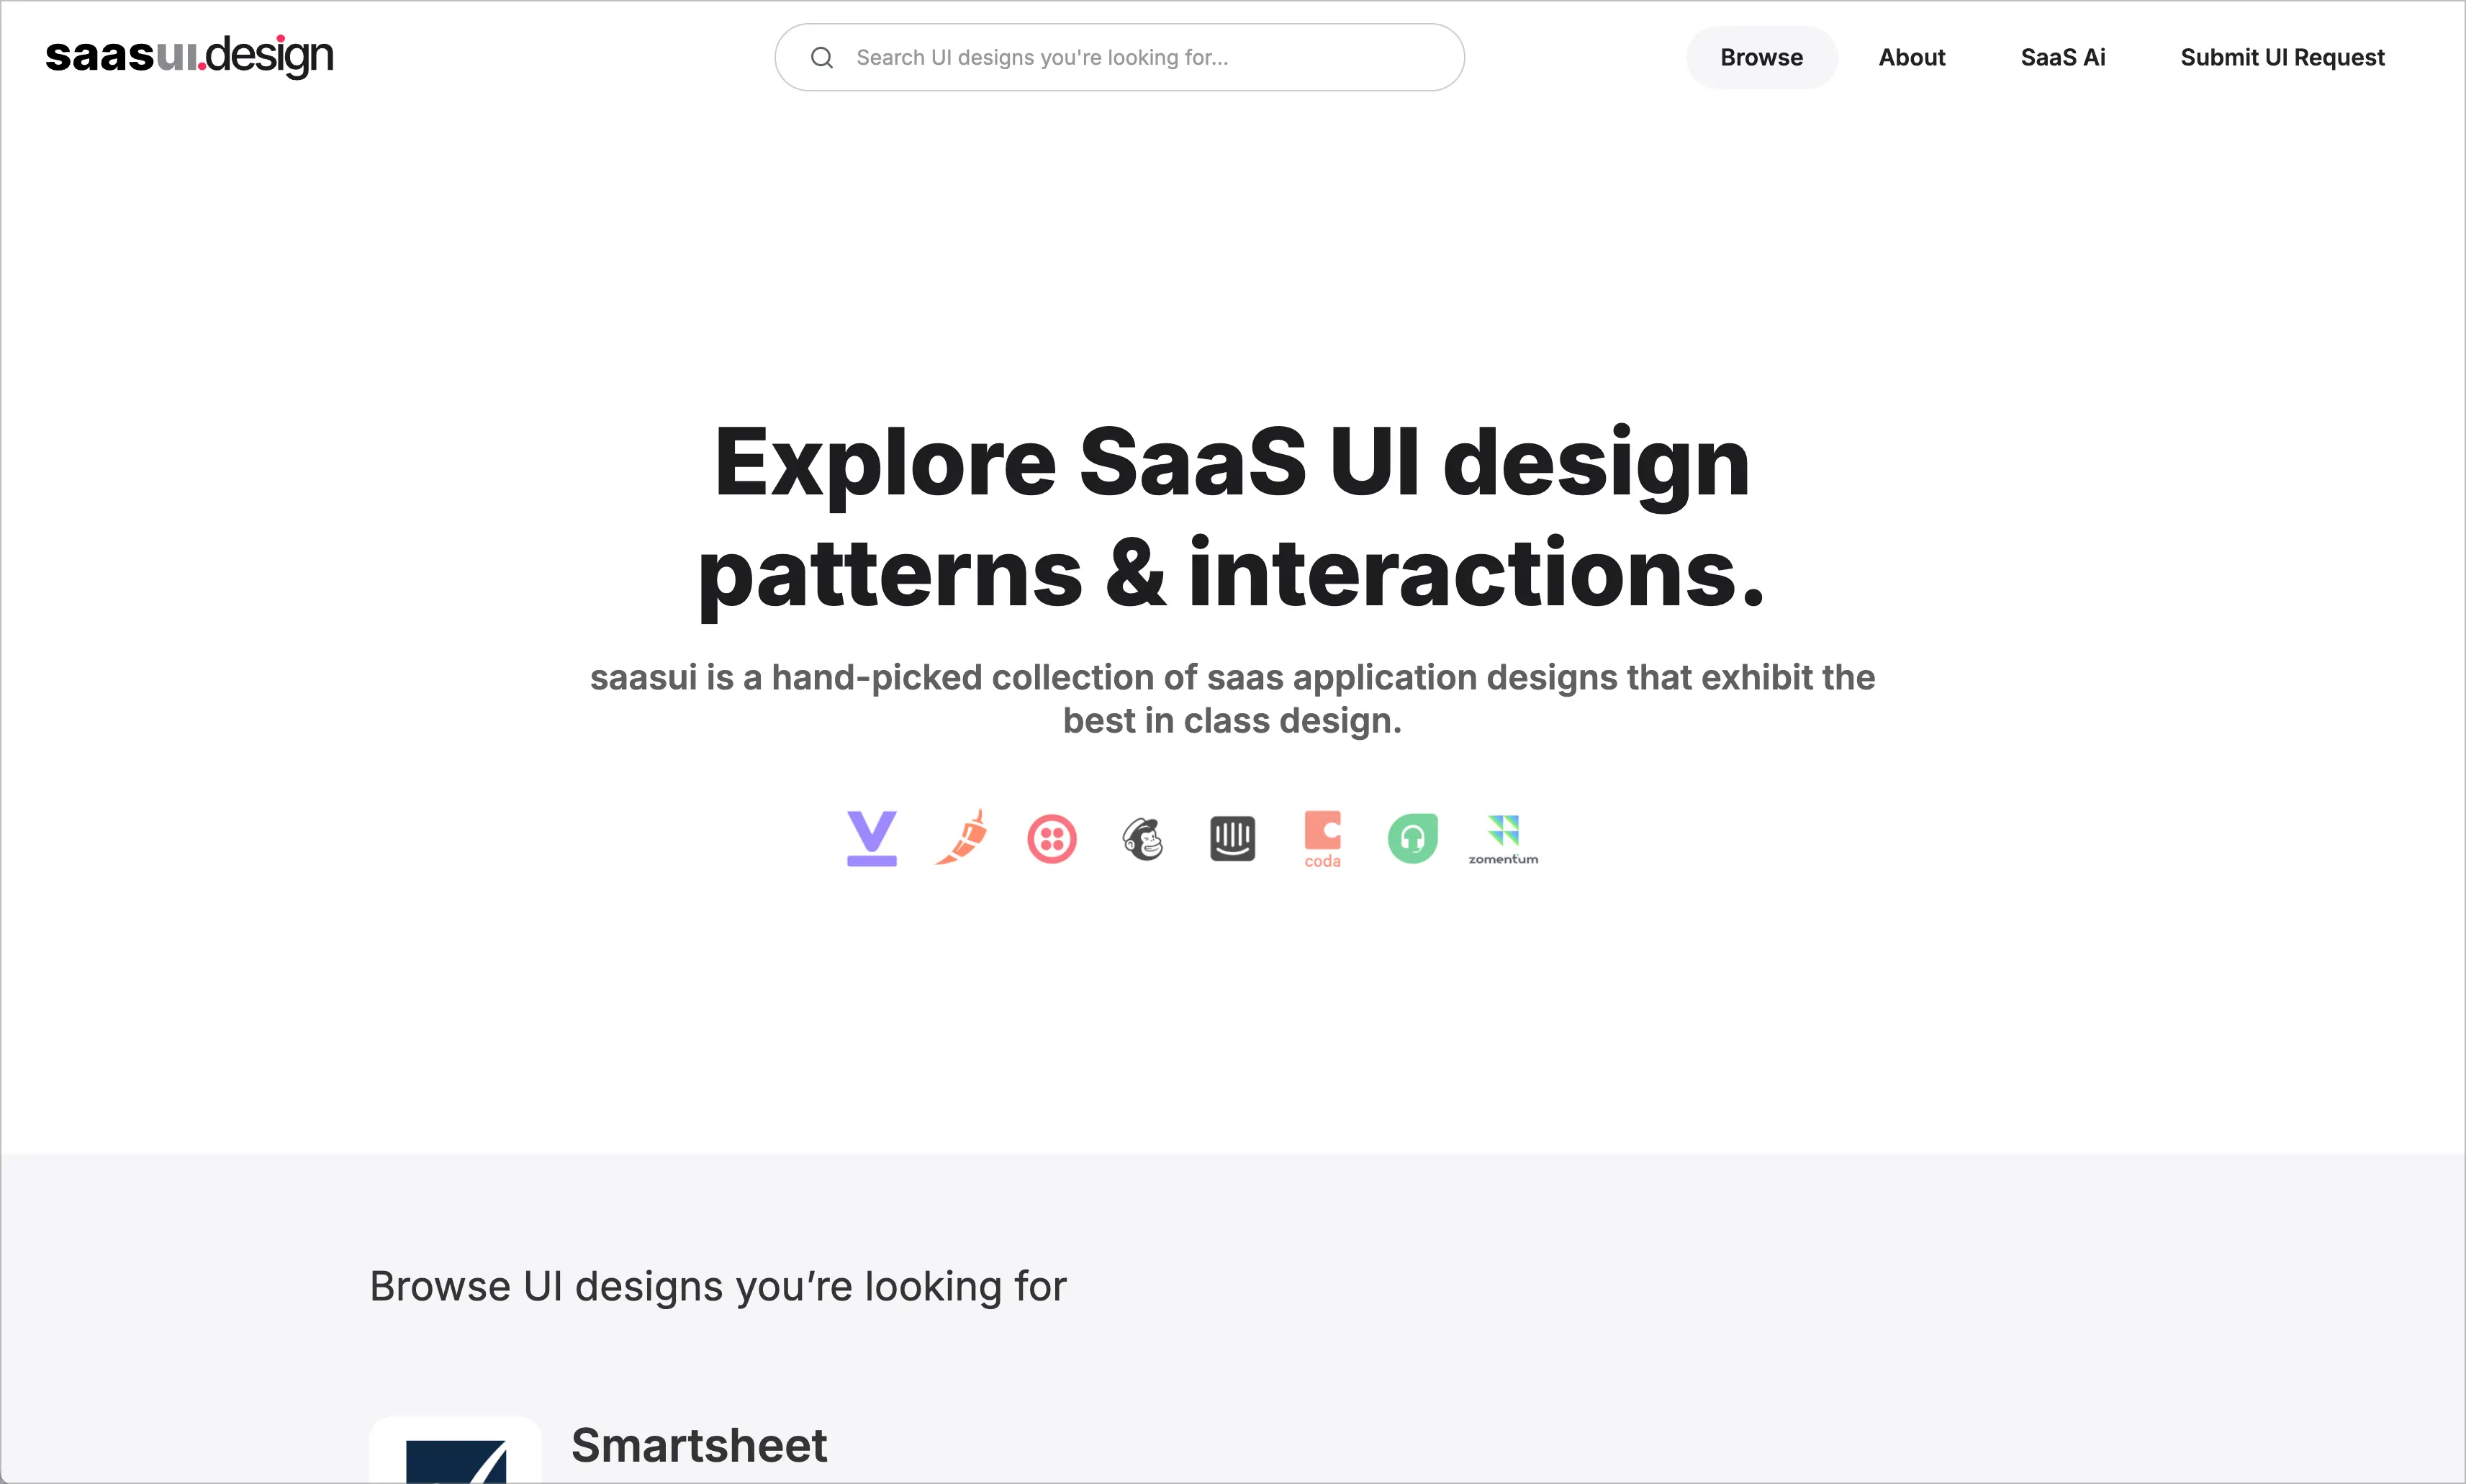 saasui.design
Search UI designs you're looking for...
Browse
About
SaaS Ai
Submit UI Request
Explore SaaS UI design
patterns & interactions.
saasui is a hand-picked collection of saas application designs that exhibit the
best in class design.
coda
zomentum
Browse UI designs you're looking for
Smartsheet